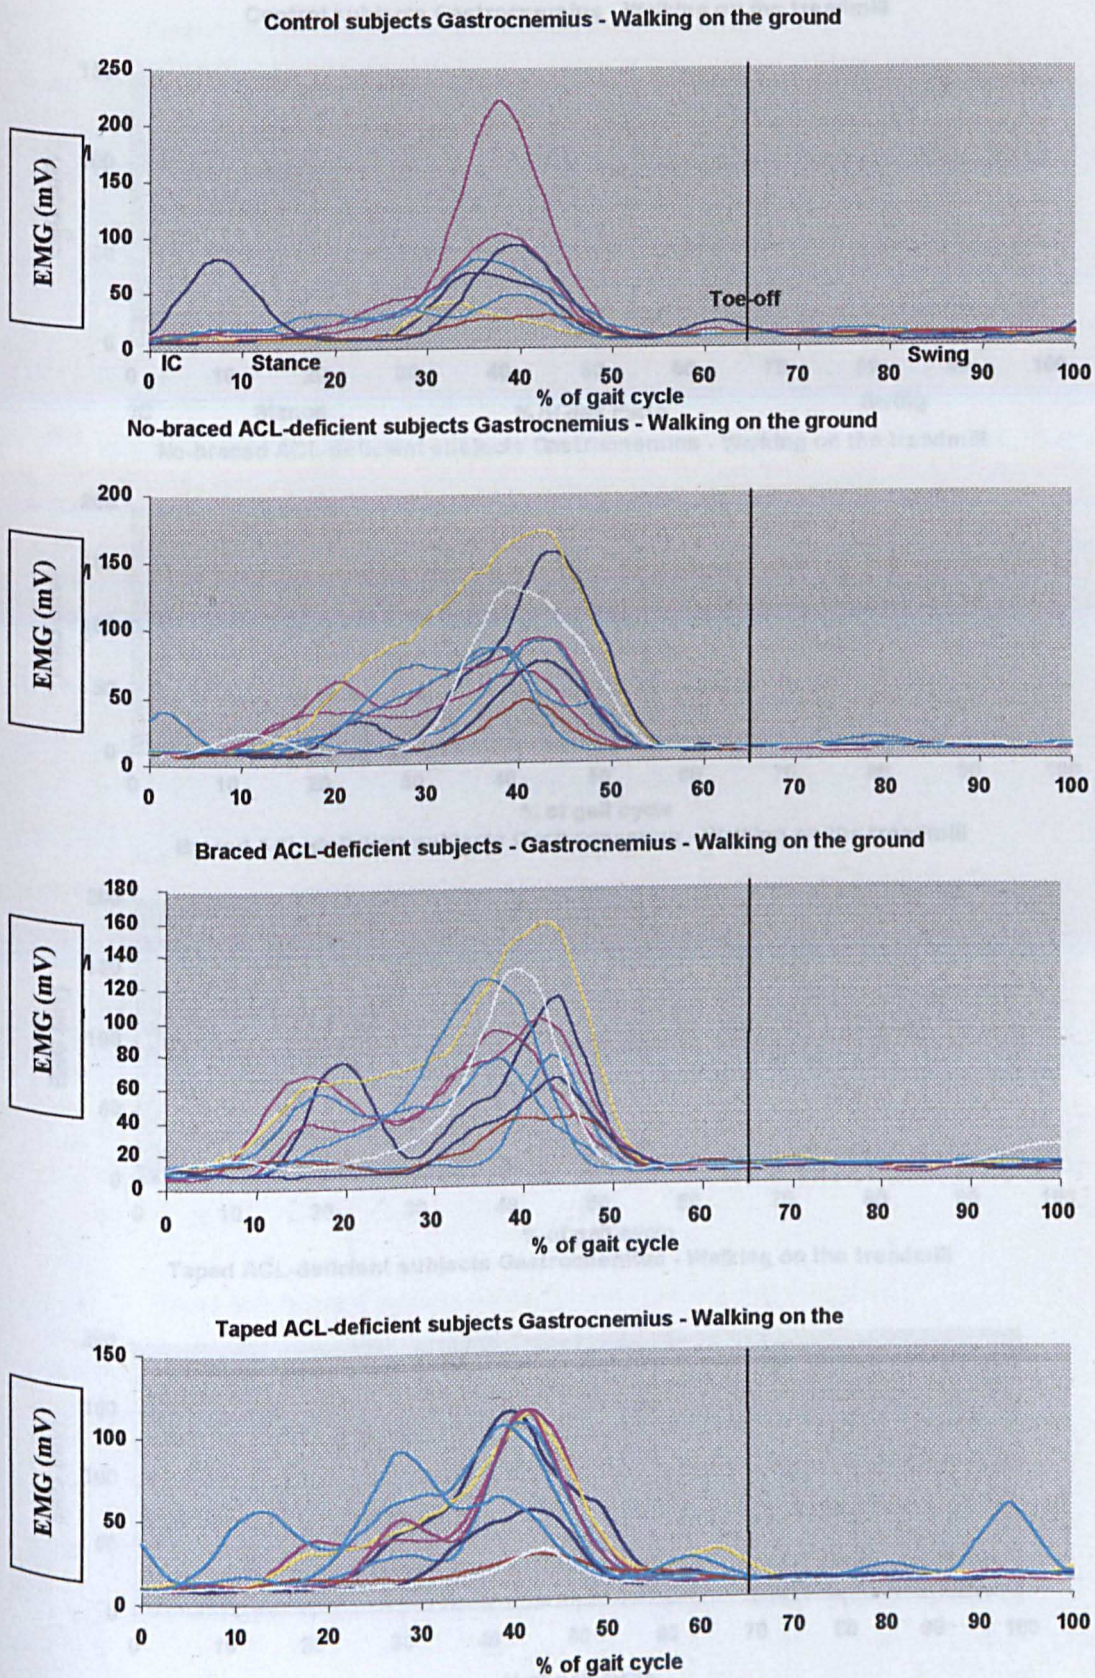 Control subjects Gastrocnemius - Walking on the ground
250
200
150
100
50
0
EMG (mV)
Toe-off
IC
Stance
Swing
0 10 20 30 40 50 60 70 80 90 100
% of gait cycle
No-braced ACL-deficient subjects Gastrocnemius - Walking on the ground
200
150
100
50
0
EMG (mV)
0 10 20 30 40 50 60 70 80 90 100
Braced ACL-deficient subjects - Gastrocnemius - Walking on the ground
180
160
140
120
100
80
60
40
20
0
EMG (mV)
0 10 20 30 40 50 60 70 80 90 100
% of gait cycle
Taped ACL-deficient subjects Gastrocnemius - Walking on the
150
100
50
0
EMG (mV)
0 10 20 30 40 50 60 70 80 90 100
% of gait cycle